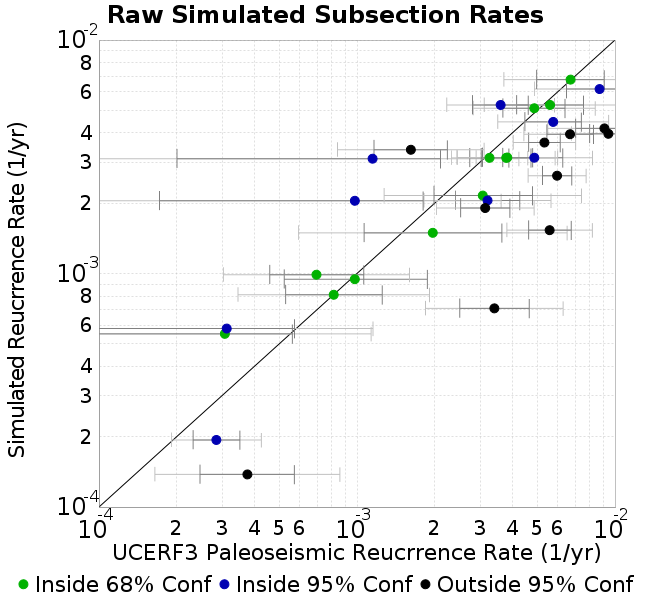 Raw Simulated Subsection Rates
10-2
8
6
4
3
2
10-3
8
6
4
3
2
10-4
Simulated Reucrrence Rate (1/yr)
10-4 2 3 4 5 6 10-3 2 3 4 5 6 10-2
UCERF3 Paleoseismic Reucrrence Rate (1/yr)
Inside 68% Conf Inside 95% Conf Outside 95% Conf